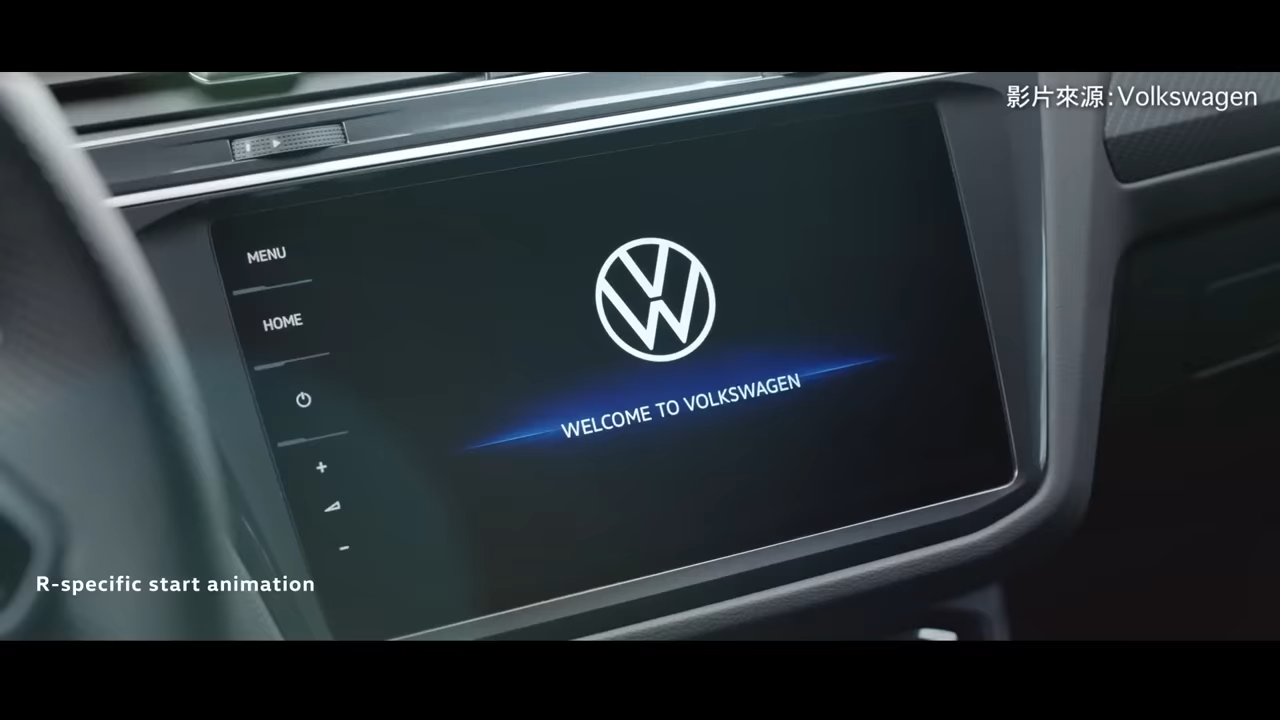 影片來源:Volkswagen
MENU
HOME
WELCOME TO VOLKSWAGEN
R-specific start animation